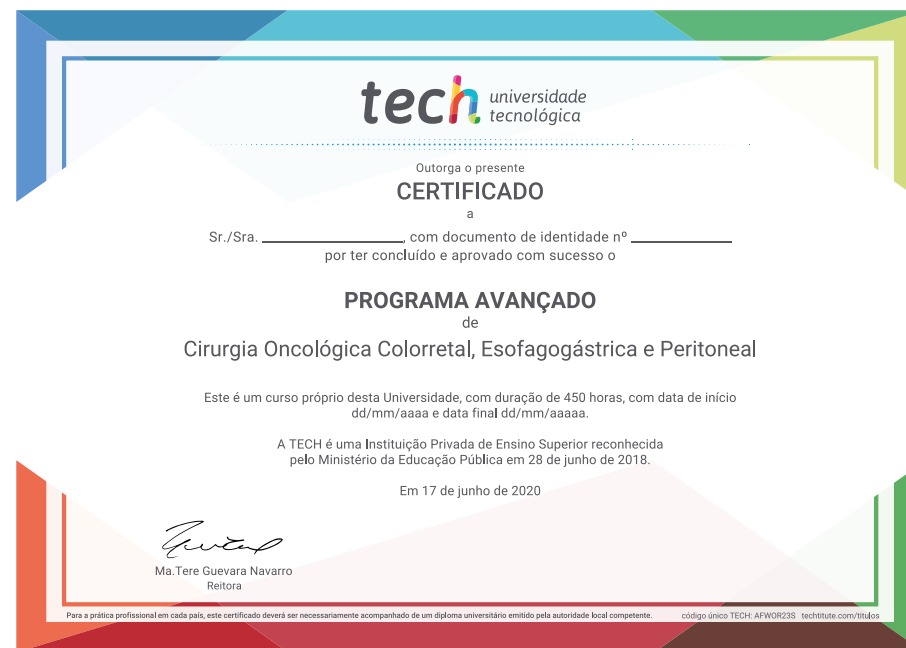 tech universidade
tecnológica
Outorga o presente
CERTIFICADO
a
Sr./Sra. ____________________, com documento de identidade nº ______________
por ter concluído e aprovado com sucesso o
PROGRAMA AVANÇADO
de
Cirurgia Oncológica Colorretal, Esofagogástrica e Peritoneal
Este é um curso próprio desta Universidade, com duração de 450 horas, com data de início
dd/mm/aaaa e data final dd/mm/aaaaa.
A TECH é uma Instituição Privada de Ensino Superior reconhecida
pelo Ministério da Educação Pública em 28 de junho de 2018.
Em 17 de junho de 2020
Ma.Tere Guevara Navarro
Reitora
Para a prática profissional em cada país, este certificado deverá ser necessariamente acompanhado de um diploma universitário emitido pela autoridade local competente. código único TECH: AFWOR23S techtitute.com/titulos